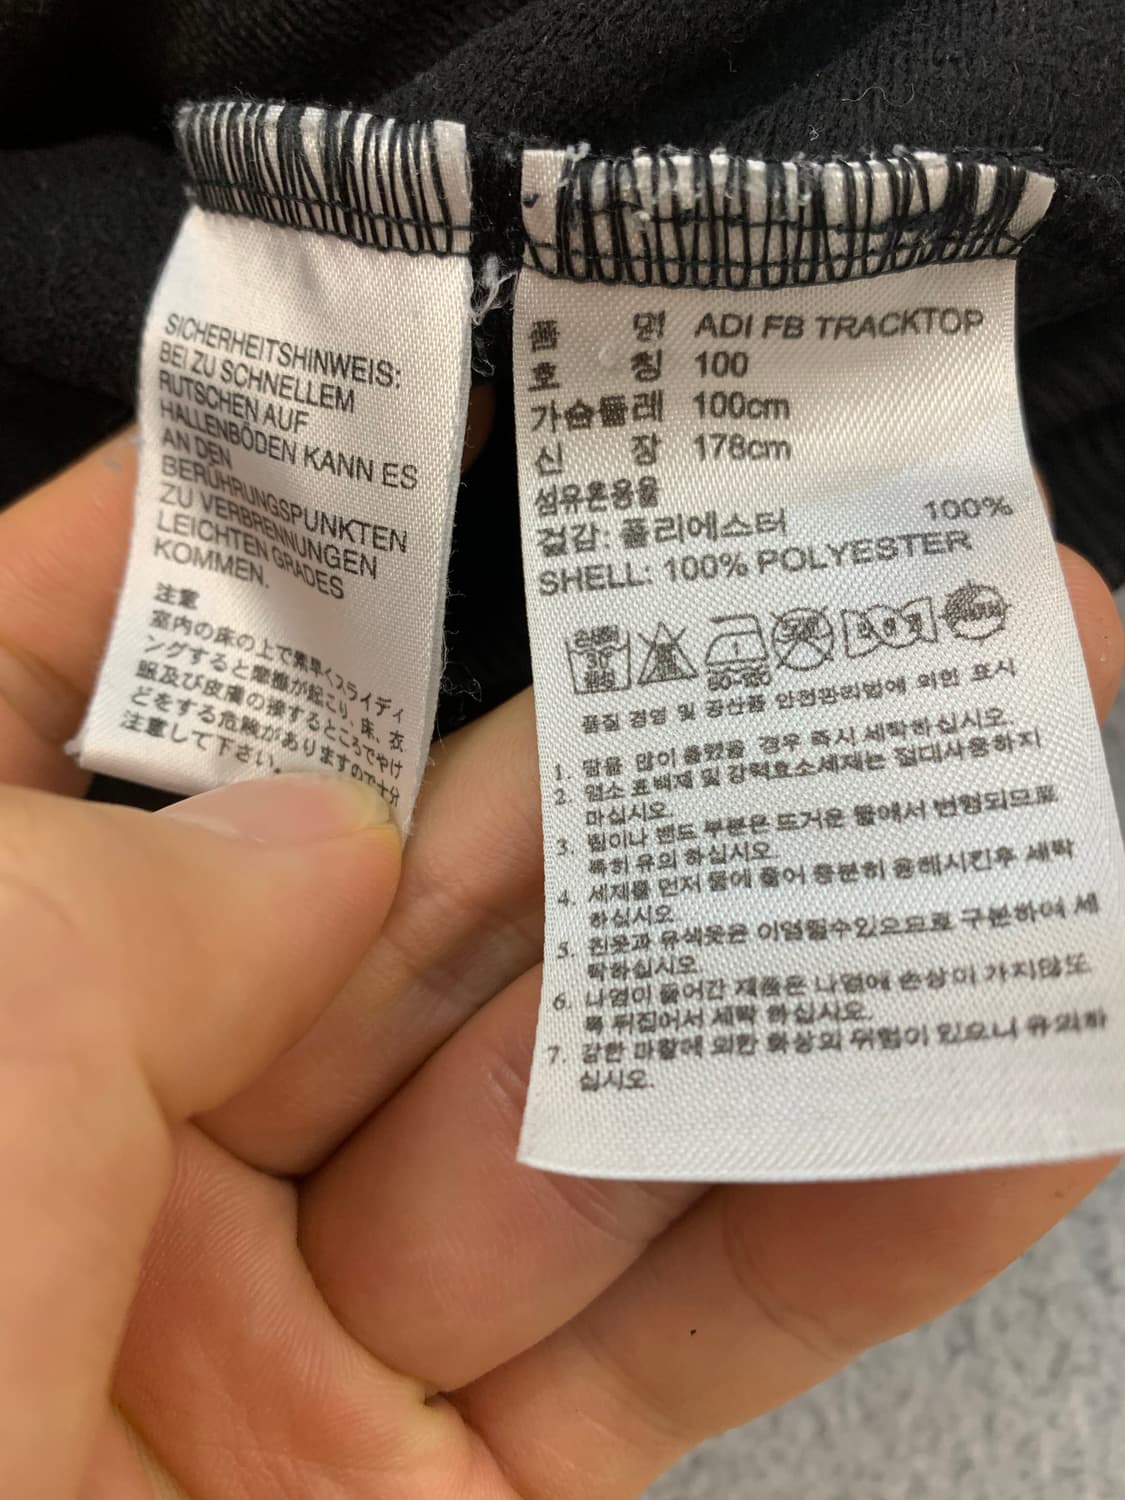 SICHERHEITSHINWEIS:
BEI ZU SCHNELLEM
RUTSCHEN AUF
HALLENBÖDEN KANN ES
AN DEN
BERÜHRUNGSPUNKTEN
ZU VERBRENNUNGEN
LEICHTEN GRADES
KOMMEN.
注意
室内の床の上で素早くスライディ
ングすると摩擦が起こり、床、衣
服及び皮膚の接するところでやけ
どをする危険がありますので十分
注意して下さい。
품 명 ADI FB TRACKTOP
호 칭 100
가슴둘레 100cm
신 장 178cm
섬유혼용율
겉감: 폴리에스터 100%
SHELL: 100% POLYESTER
30
80-120
품질 경영 및 공산품 안전관리법에 의한 표시
1. 땀을 많이 흘렸을 경우 즉시 세탁하십시오.
2. 염소 표백제 및 강력효소세제는 절대사용하지
마십시오.
3. 립이나 밴드 부분은 뜨거운 물에서 변형되므로
특히 유의 하십시오.
4. 세제를 먼저 물에 풀어 충분히 용해시킨후 세탁
하십시오
5. 흰옷과 유색옷은 이염될수있으므로 구분하여 세
탁하십시오.
6. 나염이 들어간 제품은 나염에 손상이 가지않도
록 뒤집어서 세탁 하십시오.
7. 강한 마찰에 의한 화상의 위험이 있으니 유의하
십시오.